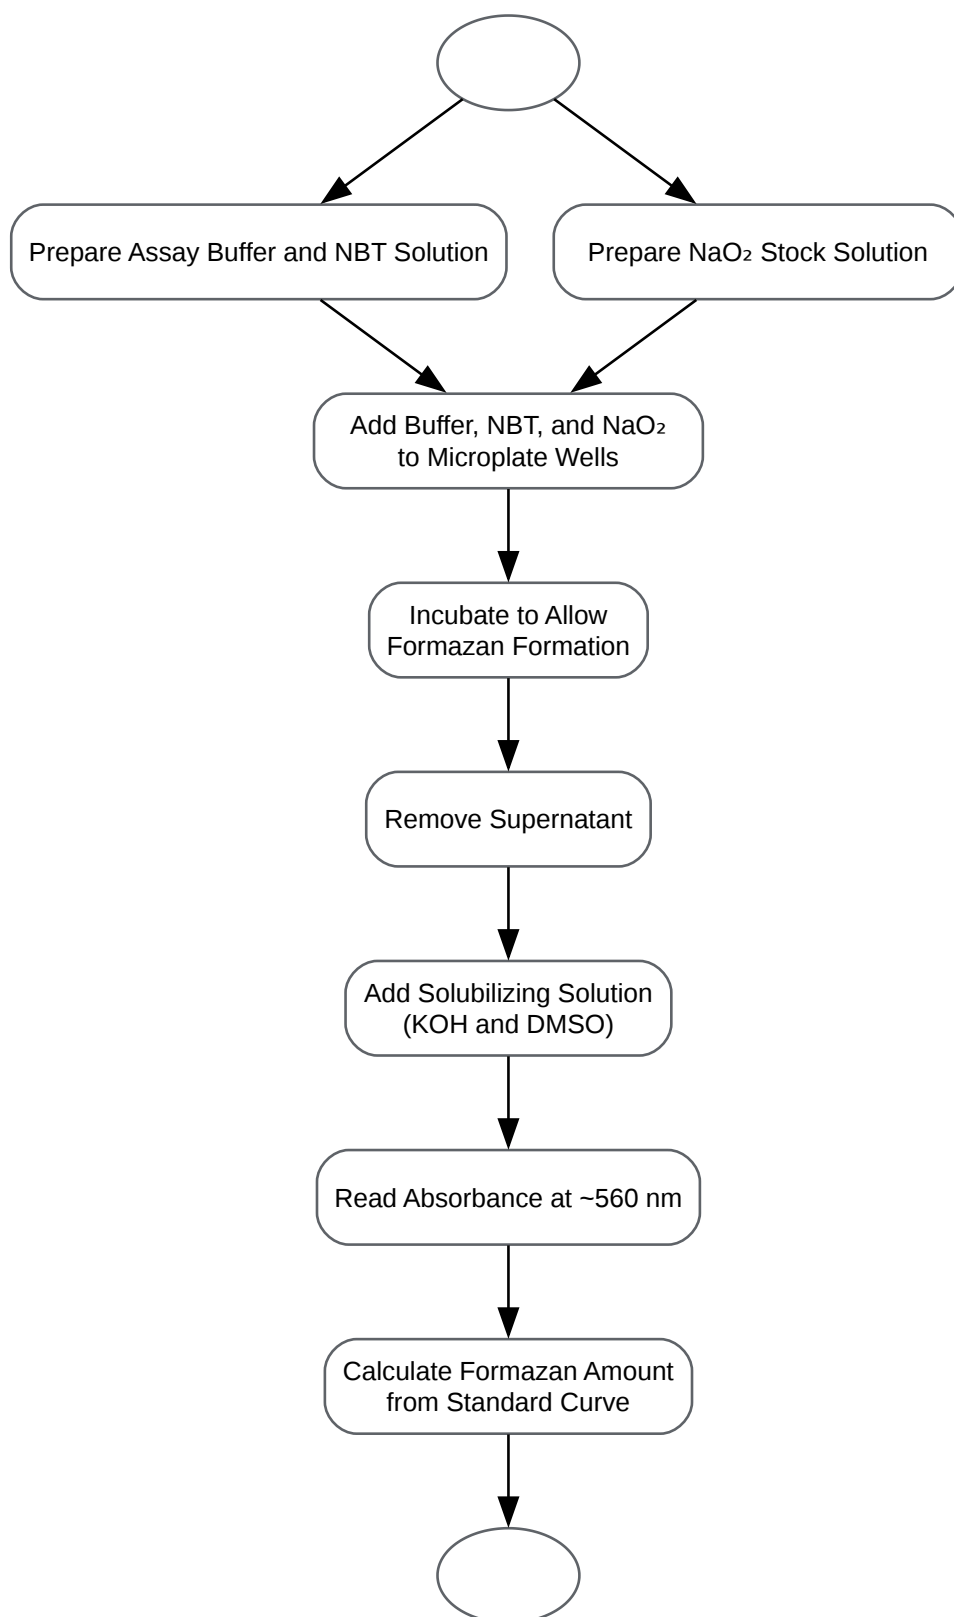 Prepare Assay Buffer and NBT Solution
Prepare NaO₂ Stock Solution
Add Buffer, NBT, and NaO₂
to Microplate Wells
Incubate to Allow
Formazan Formation
Remove Supernatant
Add Solubilizing Solution
(KOH and DMSO)
Read Absorbance at ~560 nm
Calculate Formazan Amount
from Standard Curve